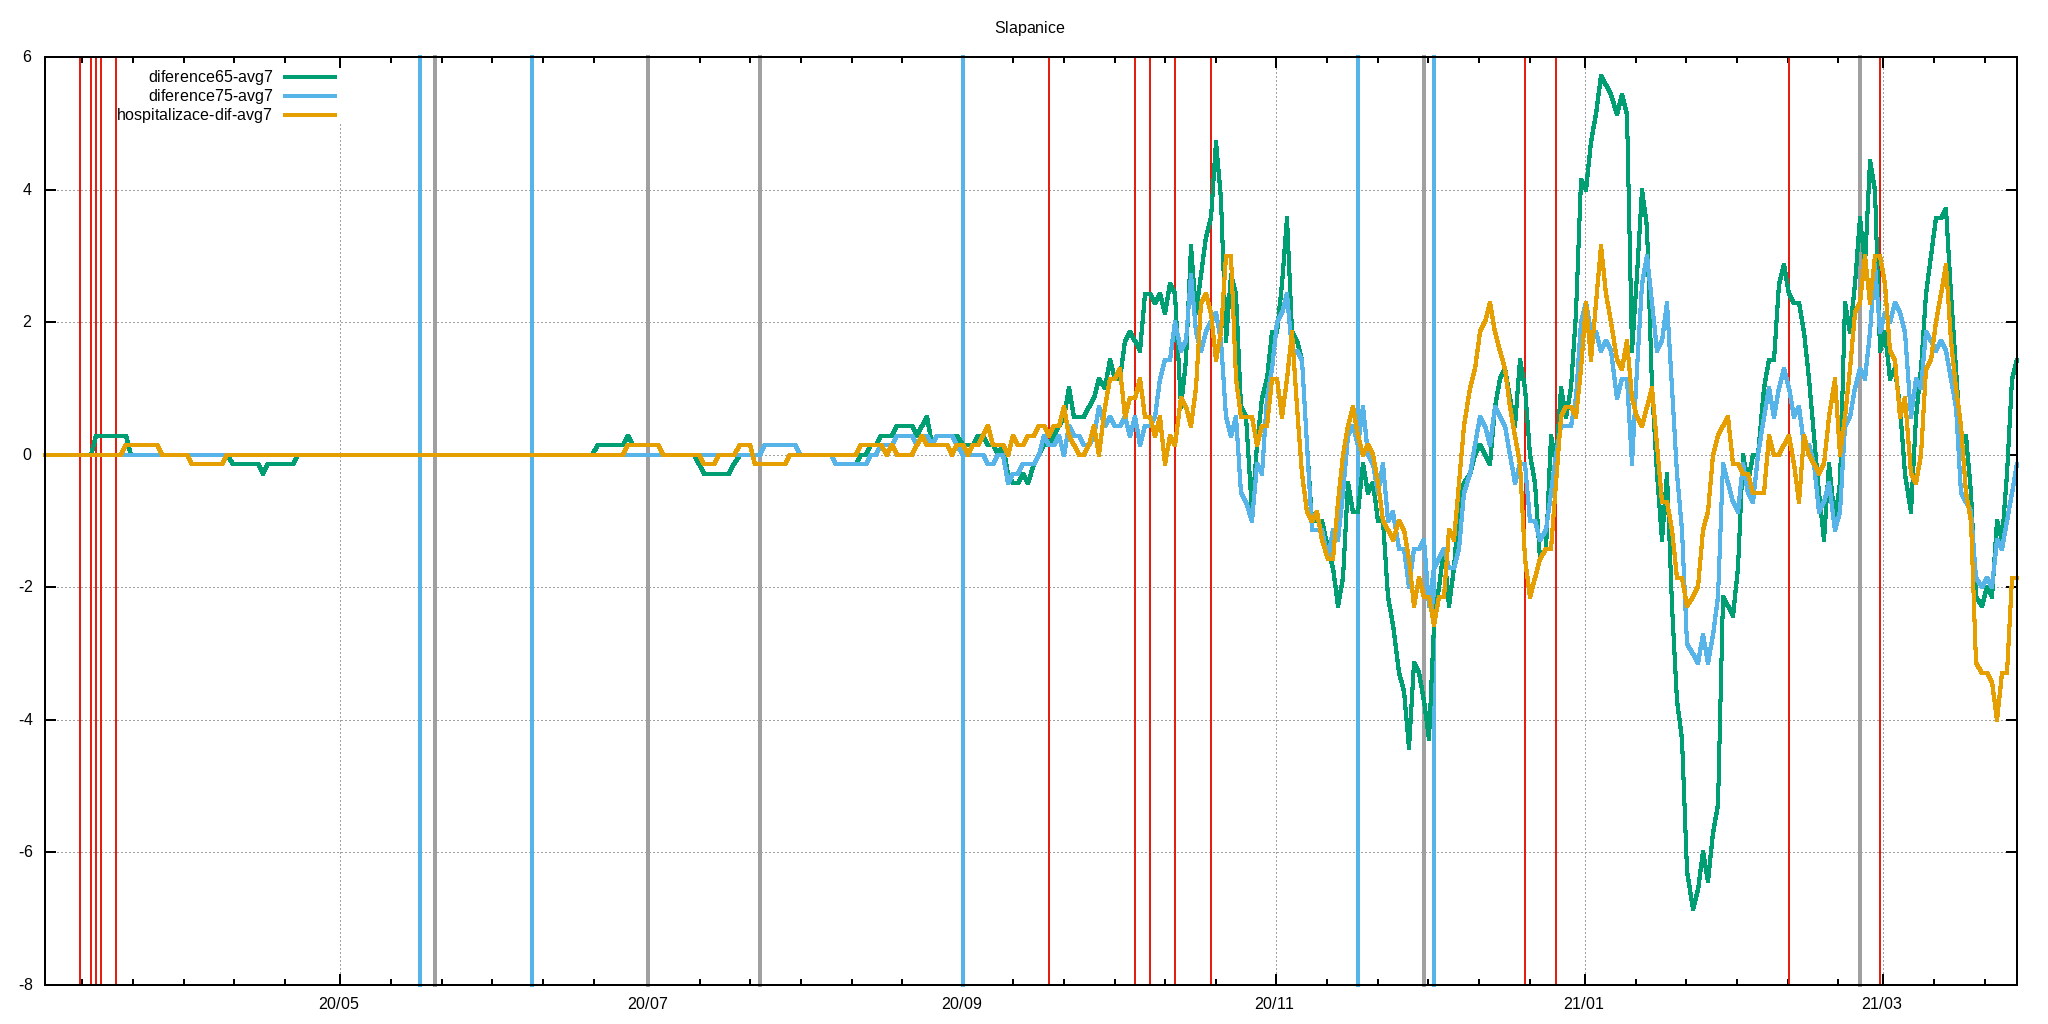 Slapanice
diference65-avg7
diference75-avg7
hospitalizace-dif-avg7
6
4
2
0
-2
-4
-6
-8
20/05 20/07 20/09 20/11 21/01 21/03